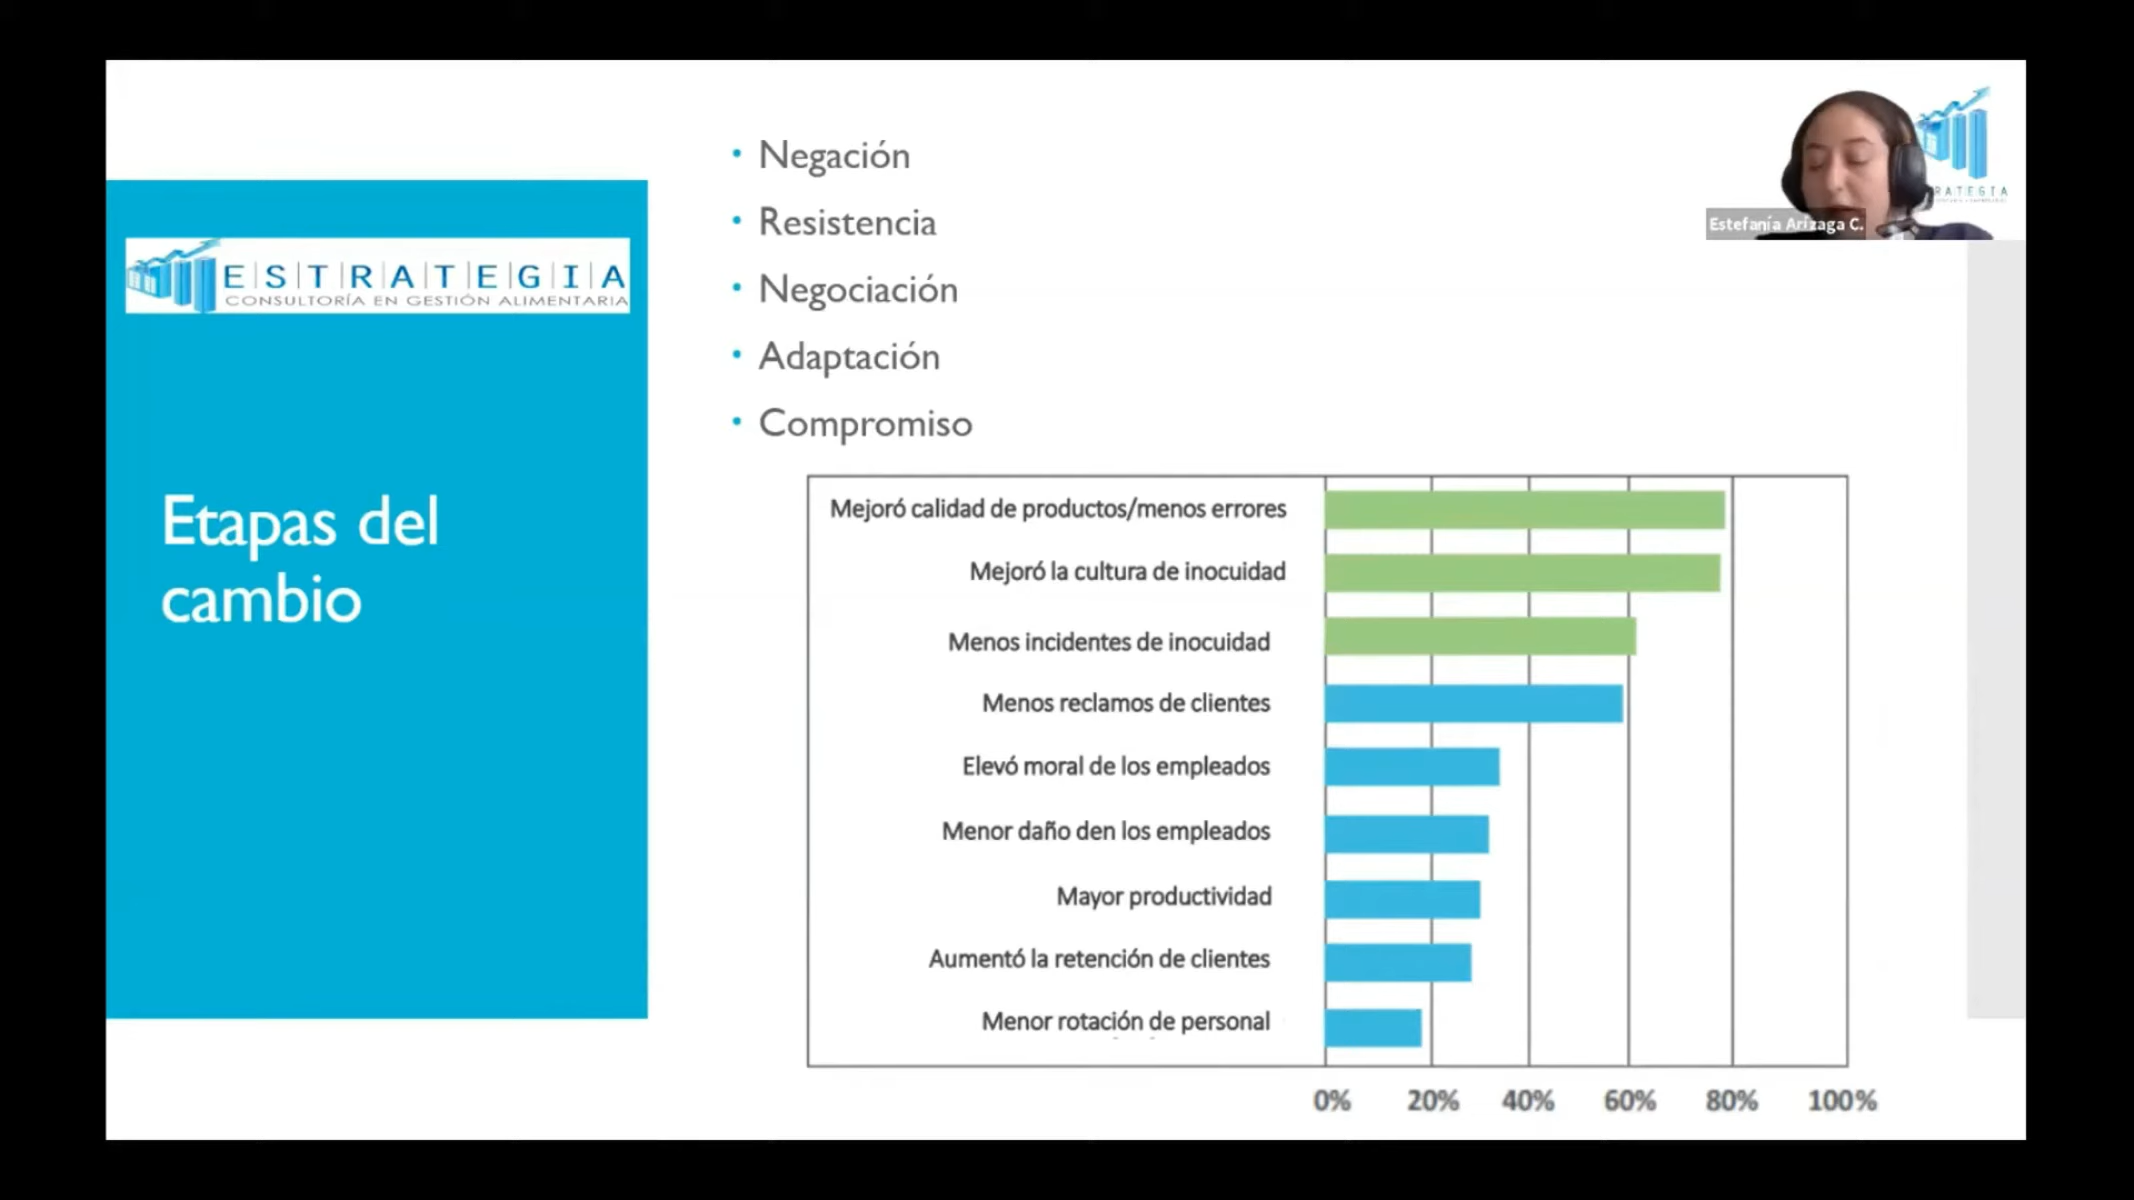 E|S|T|R|A|T|E|G|I|A
CONSULTORÍA EN GESTIÓN ALIMENTARIA
Etapas del
cambio
• Negación
• Resistencia
• Negociación
• Adaptación
• Compromiso
RATEGIA
Estefanía Arízaga C.
Mejoró calidad de productos/menos errores
Mejoró la cultura de inocuidad
Menos incidentes de inocuidad
Menos reclamos de clientes
Elevó moral de los empleados
Menor daño den los empleados
Mayor productividad
Aumentó la retención de clientes
Menor rotación de personal
0% 20% 40% 60% 80% 100%